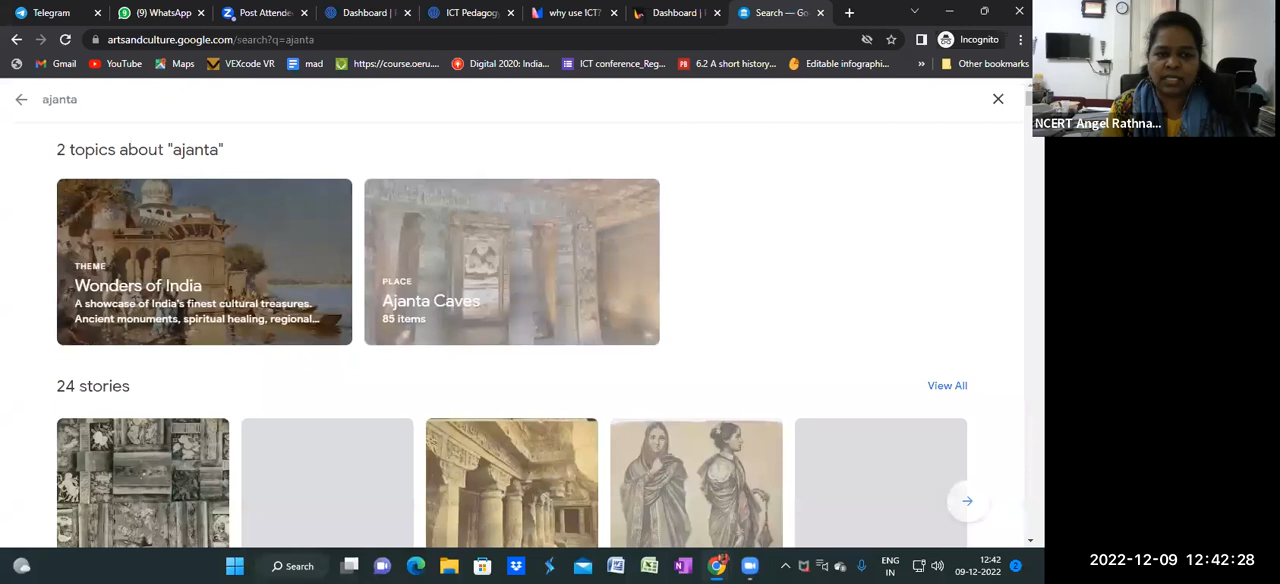 Telegram
(9) WhatsApp
Post Attende
Dashboard |
ICT Pedagog
why use ICT?
Dashboard |
Search — Go
artsandculture.google.com/search?q=ajanta
Incognito
Gmail
YouTube
Maps
VEXcode VR
mad
https://course.oeru....
Digital 2020: India...
ICT conference_Reg...
6.2 A short history...
Editable infographi...
»
Other bookmarks
ajanta
2 topics about "ajanta"
THEME
Wonders of India
A showcase of India's finest cultural treasures.
Ancient monuments, spiritual healing, regional...
PLACE
Ajanta Caves
85 items
24 stories
View All
NCERT Angel Rathna...
Search
ENG
IN
12:42
09-12-2022
2
2022-12-09 12:42:28